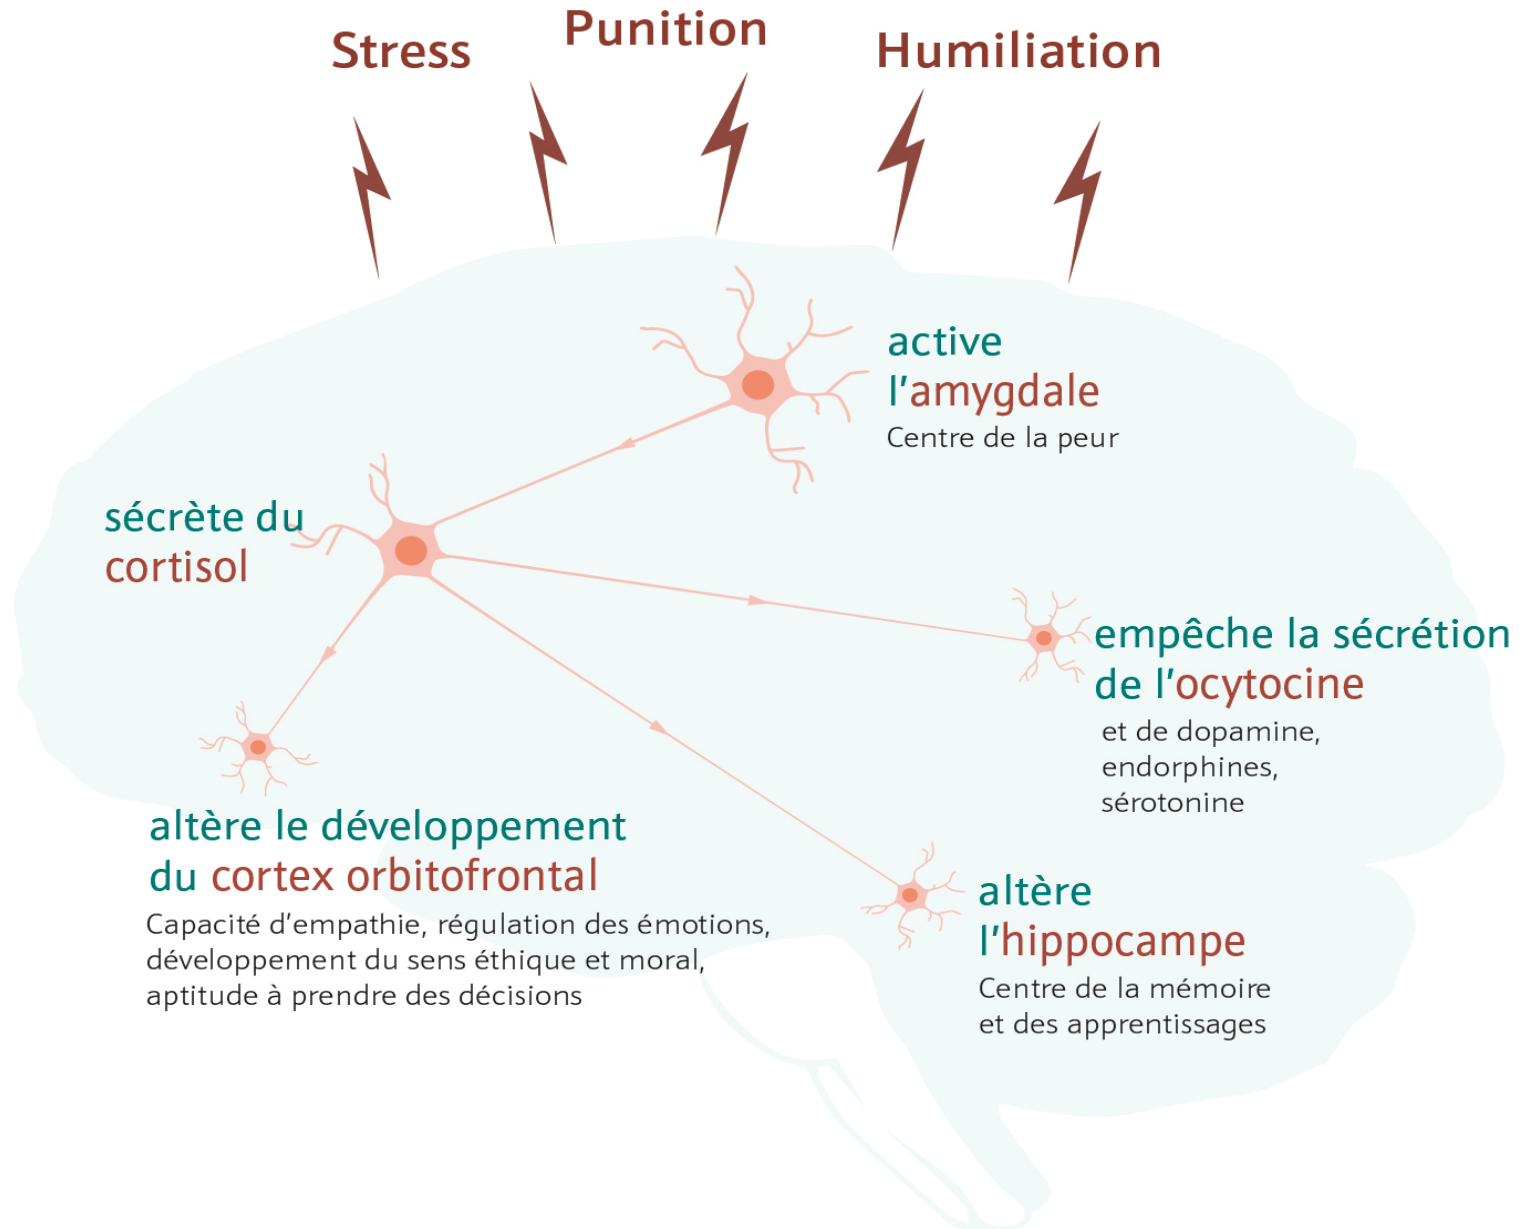 Stress
Punition
Humiliation
active
l'amygdale
Centre de la peur
sécrète du
cortisol
empêche la sécrétion
de l'ocytocine
et de dopamine,
endorphines,
sérotonine
altère le développement
du cortex orbitofrontal
Capacité d'empathie, régulation des émotions,
développement du sens éthique et moral,
aptitude à prendre des décisions
altère
l'hippocampe
Centre de la mémoire
et des apprentissages